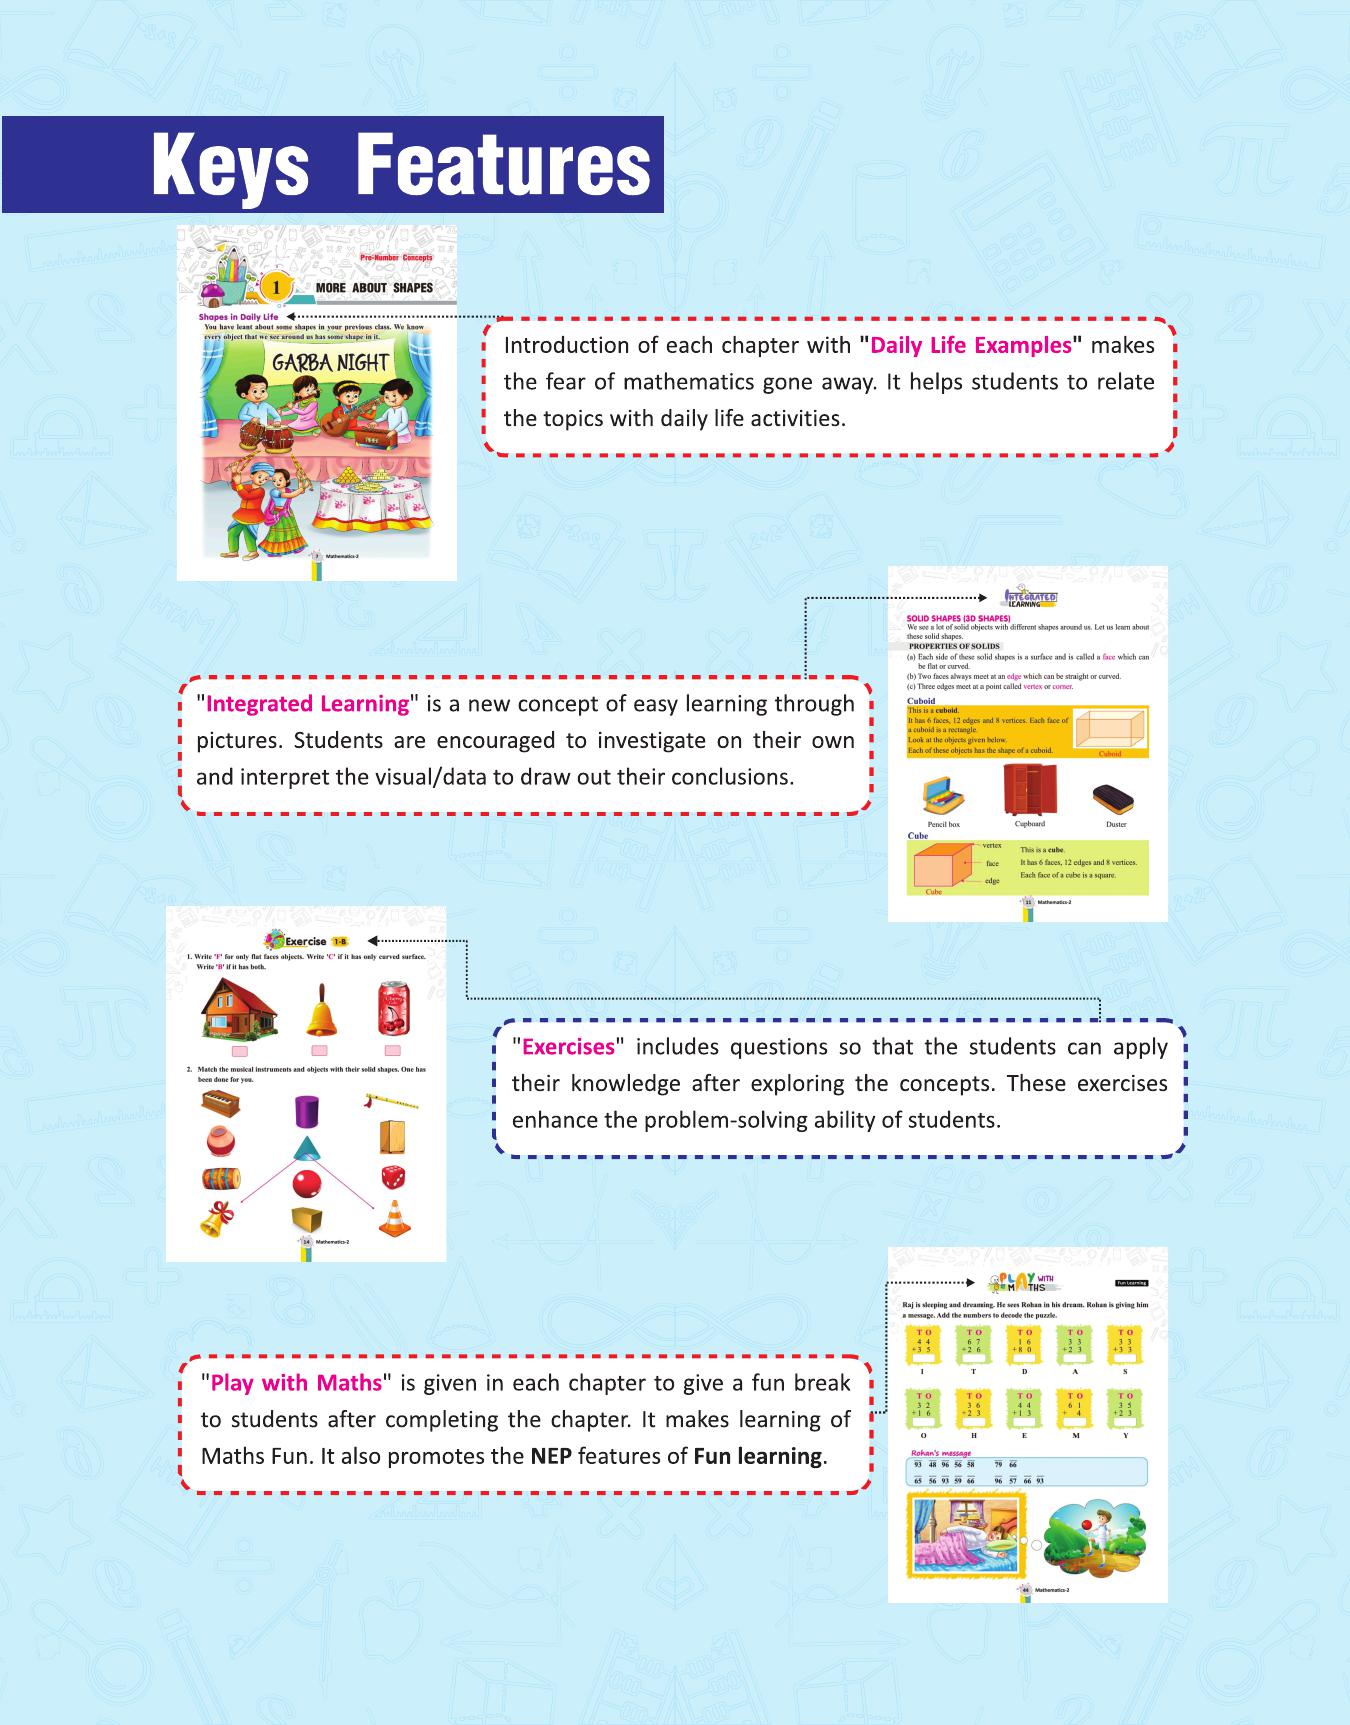 Keys Features
Pre-Number Concepts
1
MORE ABOUT SHAPES
Shapes in Daily Life
You have leant about some shapes in your previous class. We know
every object that we see around us has some shape in it.
GARBA NIGHT
7 Mathematics-2
Introduction of each chapter with "Daily Life Examples" makes
the fear of mathematics gone away. It helps students to relate
the topics with daily life activities.
INTEGRATED
LEARNING
SOLID SHAPES (3D SHAPES)
We see a lot of solid objects with different shapes around us. Let us learn about
these solid shapes.
PROPERTIES OF SOLIDS
(a) Each side of these solid shapes is a surface and is called a face which can
be flat or curved.
(b) Two faces always meet at an edge which can be straight or curved.
(c) Three edges meet at a point called vertex or corner.
Cuboid
This is a cuboid.
It has 6 faces, 12 edges and 8 vertices. Each face of
a cuboid is a rectangle.
Look at the objects given below.
Each of these objects has the shape of a cuboid.
Cuboid
Pencil box Cupboard Duster
Cube
vertex
face
edge
Cube
This is a cube.
It has 6 faces, 12 edges and 8 vertices.
Each face of a cube is a square.
11 Mathematics-2
"Integrated Learning" is a new concept of easy learning through
pictures. Students are encouraged to investigate on their own
and interpret the visual/data to draw out their conclusions.
Exercise 1-B
1. Write 'F' for only flat faces objects. Write 'C' if it has only curved surface.
Write 'B' if it has both.
Cherry
2. Match the musical instruments and objects with their solid shapes. One has
been done for you.
14 Mathematics-2
"Exercises" includes questions so that the students can apply
their knowledge after exploring the concepts. These exercises
enhance the problem-solving ability of students.
PLAY WITH
MATHS
Fun Learning
Raj is sleeping and dreaming. He sees Rohan in his dream. Rohan is giving him
a message. Add the numbers to decode the puzzle.
T O T O T O T O T O
4 4 6 7 1 6 3 3 3 3
+3 5 +2 6 +8 0 +2 3 +3 3
I T D A S
T O T O T O T O T O
3 2 3 6 4 4 6 1 3 5
+1 6 +2 3 +1 3 + 4 +2 3
O H E M Y
Rohan's message
93 48 96 56 58 79 66
65 56 93 59 66 96 57 66 93
44 Mathematics-2
"Play with Maths" is given in each chapter to give a fun break
to students after completing the chapter. It makes learning of
Maths Fun. It also promotes the NEP features of Fun learning.